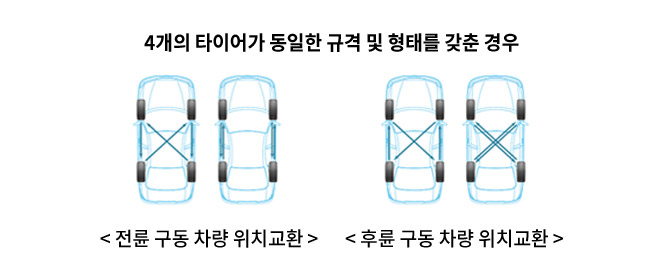 4개의 타이어가 동일한 규격 및 형태를 갖춘 경우
< 전륜 구동 차량 위치교환 >
< 후륜 구동 차량 위치교환 >